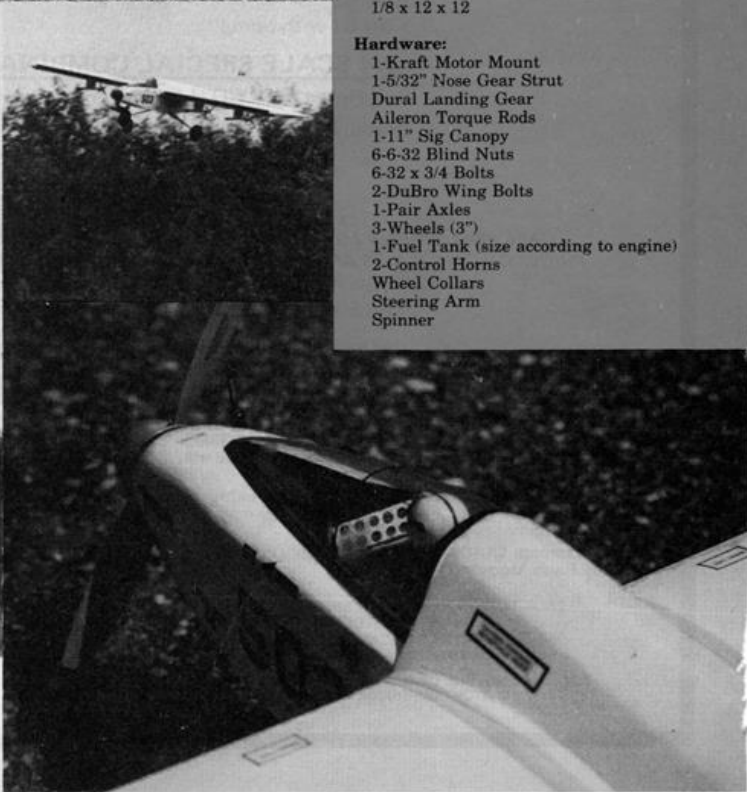 1/8 x 12 x 12
Hardware:
1-Kraft Motor Mount
1-5/32" Nose Gear Strut
Dural Landing Gear
Aileron Torque Rods
1-11" Sig Canopy
6-6-32 Blind Nuts
6-32 x 3/4 Bolts
2-DuBro Wing Bolts
1-Pair Axles
3-Wheels (3")
1-Fuel Tank (size according to engine)
2-Control Horns
Wheel Collars
Steering Arm
Spinner